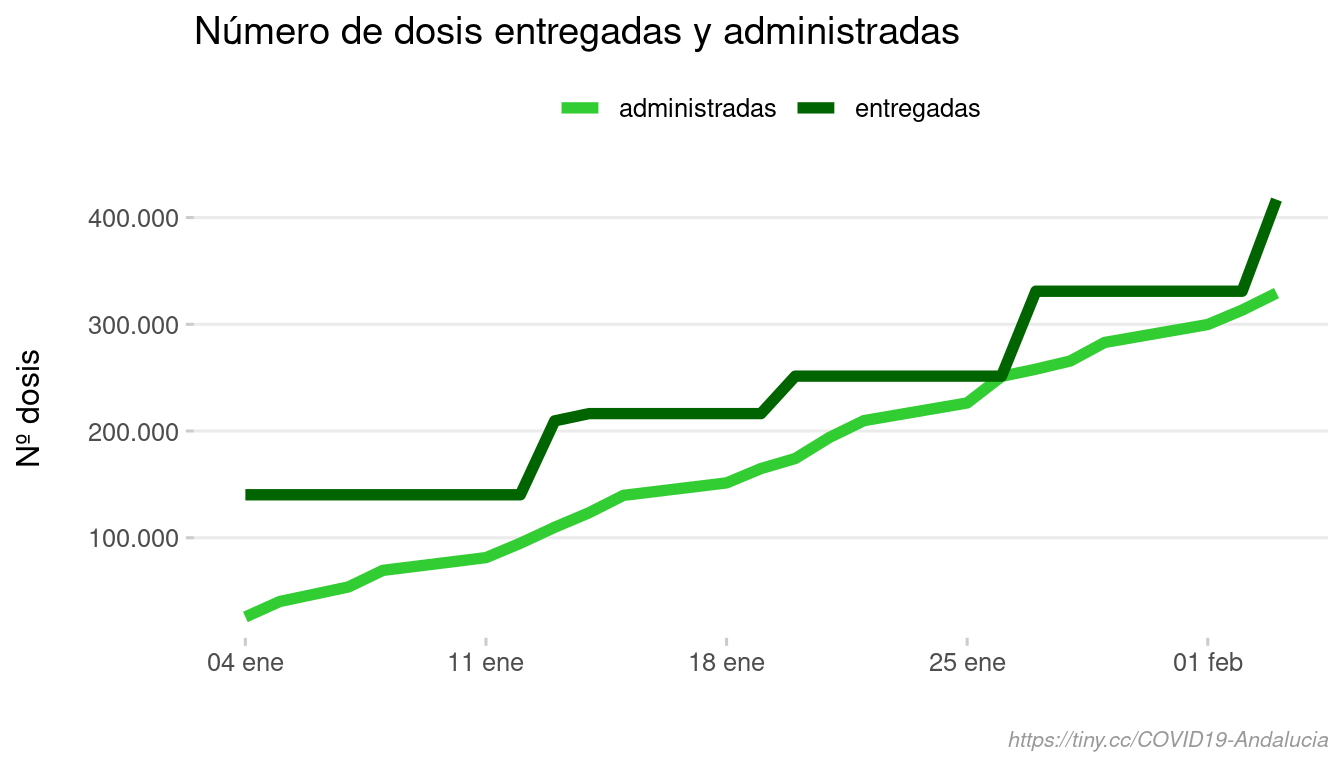 Número de dosis entregadas y administradas
administradas entregadas
Nº dosis
400.000
300.000
200.000
100.000
04 ene 11 ene 18 ene 25 ene 01 feb
https://tiny.cc/COVID19-Andalucia